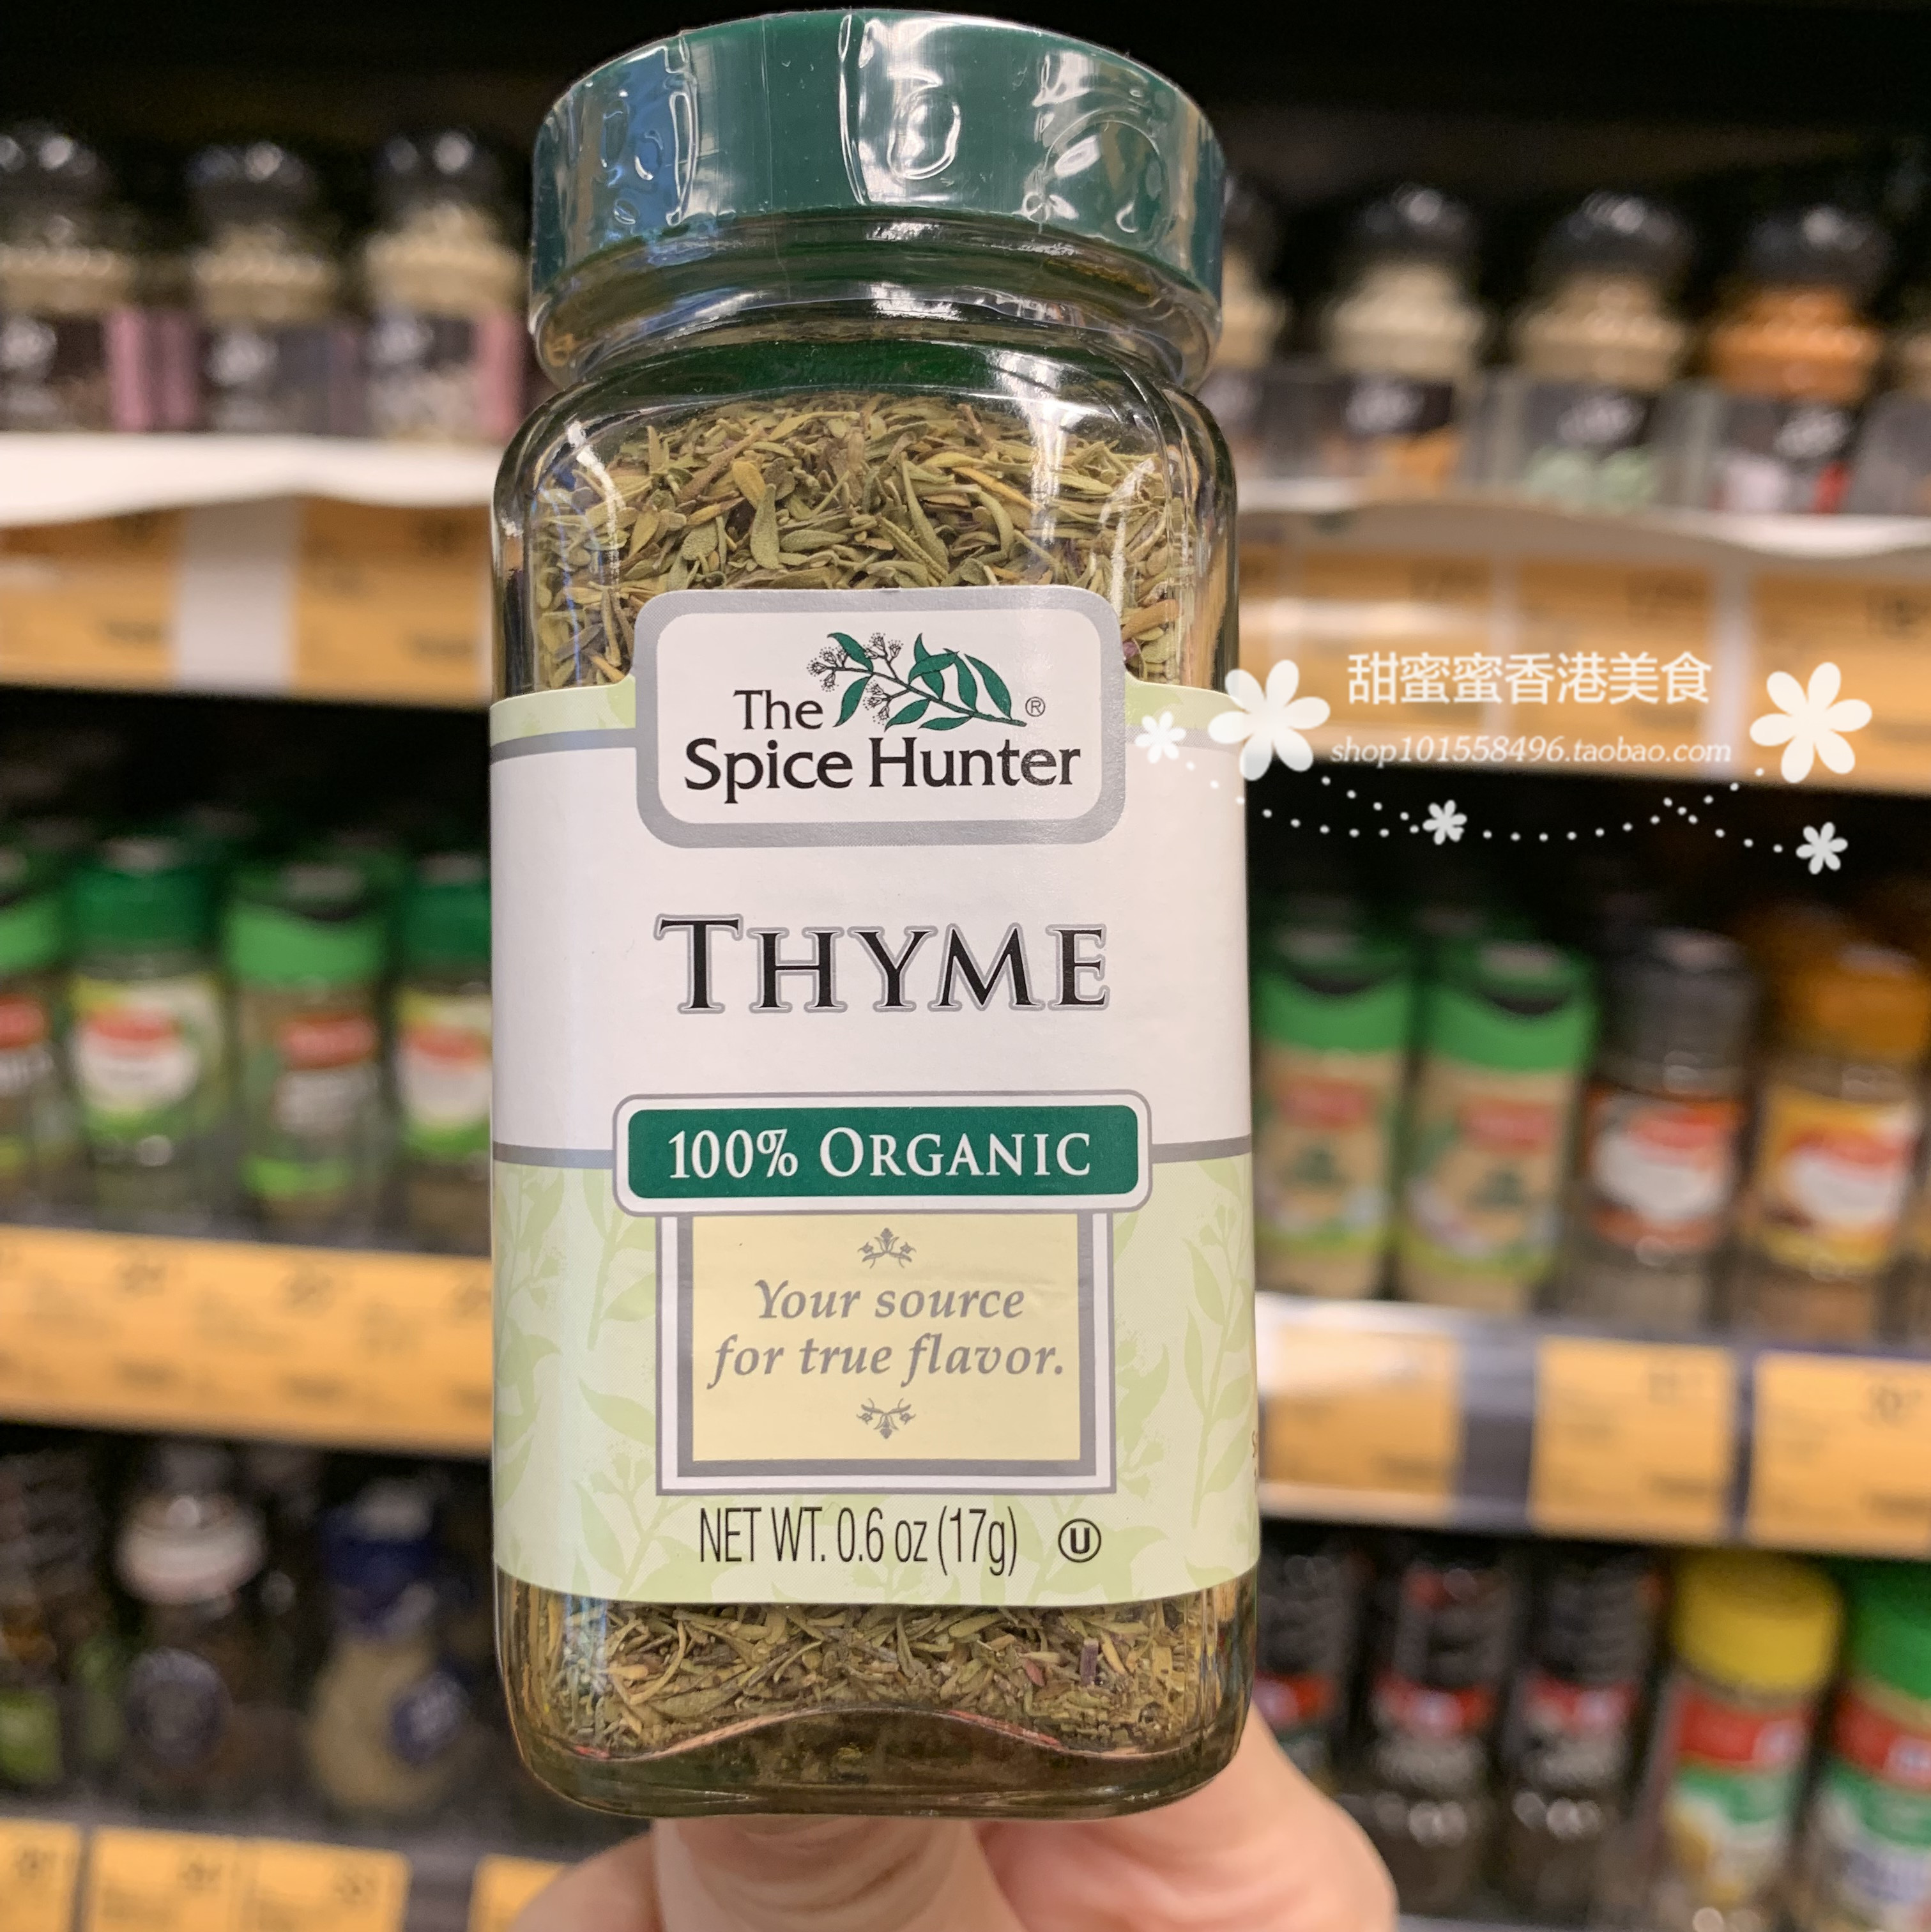 The
Spice Hunter®
甜蜜蜜香港美食
shop101558496.taobao.com
THYME
100% ORGANIC
Your source
for true flavor.
NET WT. 0.6 oz (17g) U